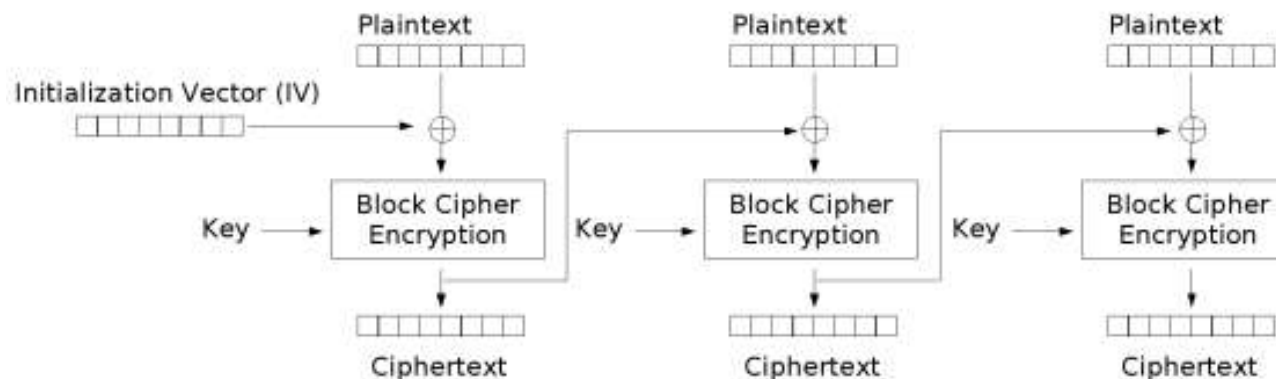 Plaintext Plaintext Plaintext
Initialization Vector (IV)
Key Block Cipher Encryption Key Block Cipher Encryption Key Block Cipher Encryption
Ciphertext Ciphertext Ciphertext